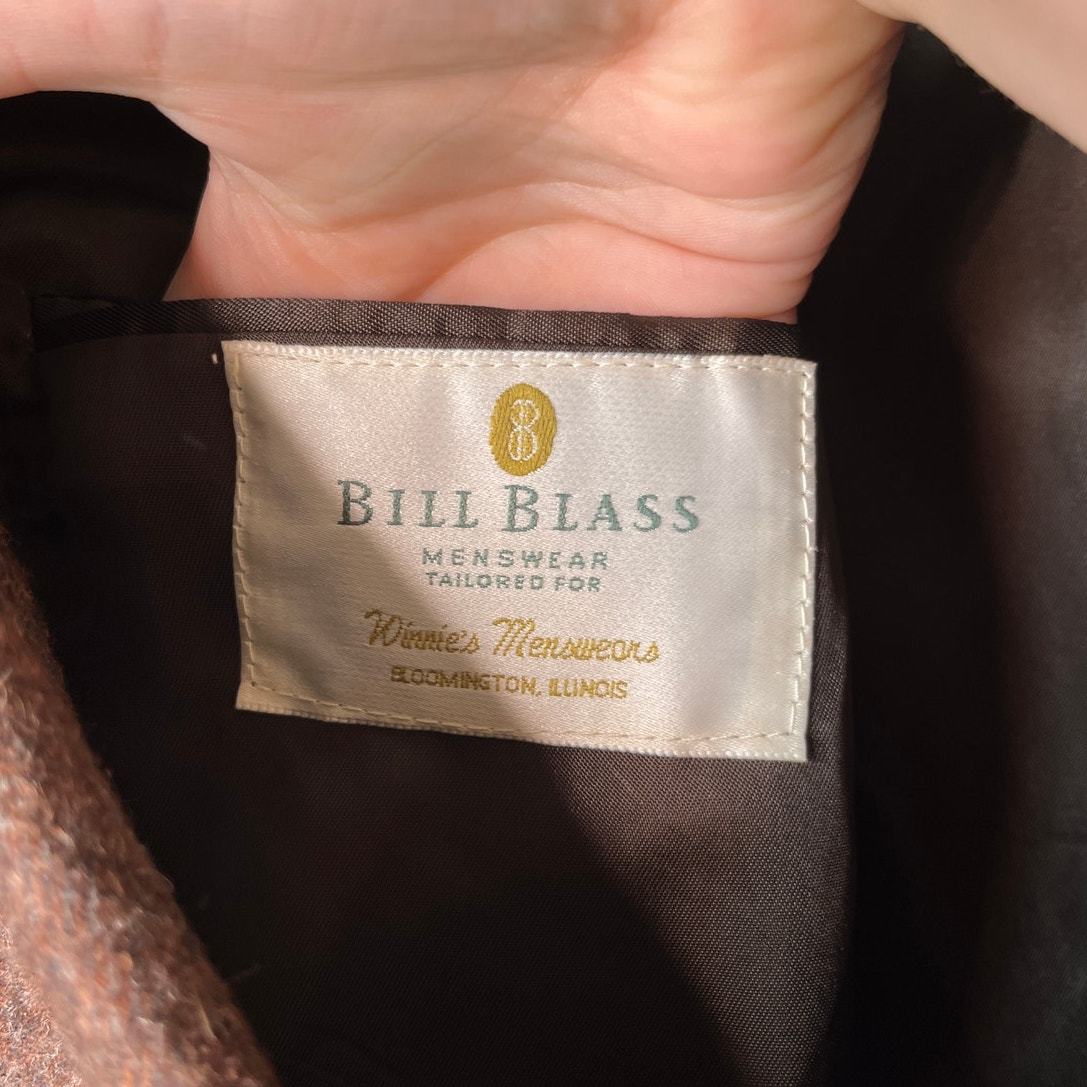 BILL BLASS
MENSWEAR
TAILORED FOR
Winnie's Menswears
BLOOMINGTON, ILLINOIS